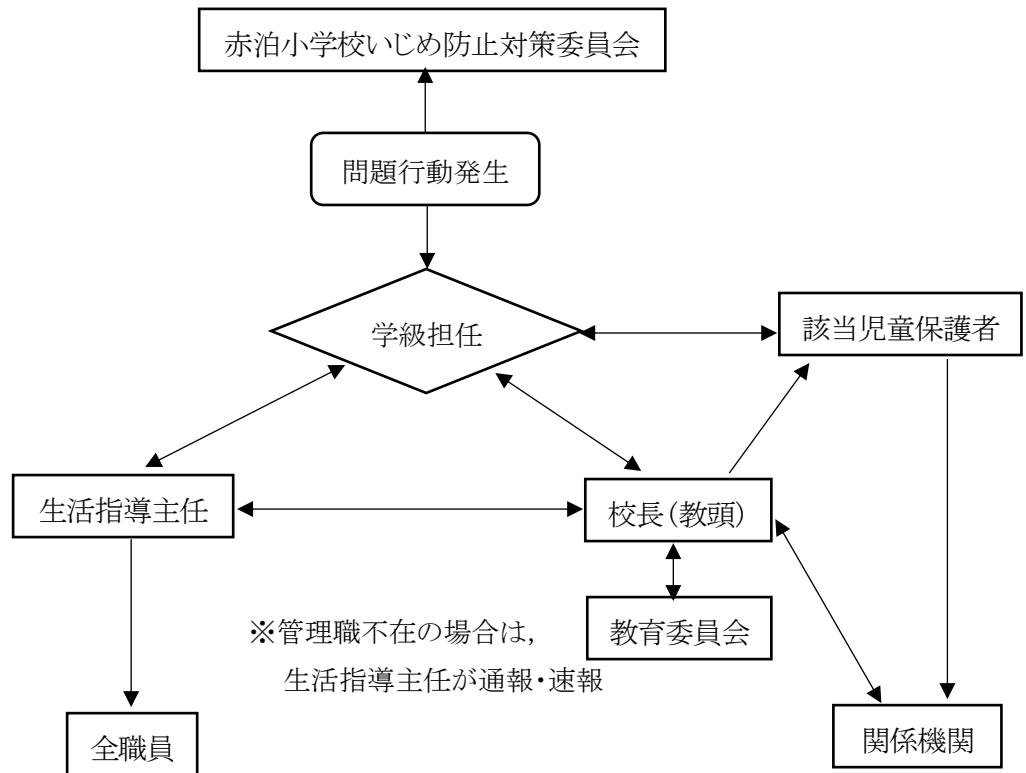 赤泊小学校いじめ防止対策委員会
問題行動発生
学級担任
該当児童保護者
生活指導主任
校長(教頭)
※管理職不在の場合は,
生活指導主任が通報・速報
教育委員会
全職員
関係機関